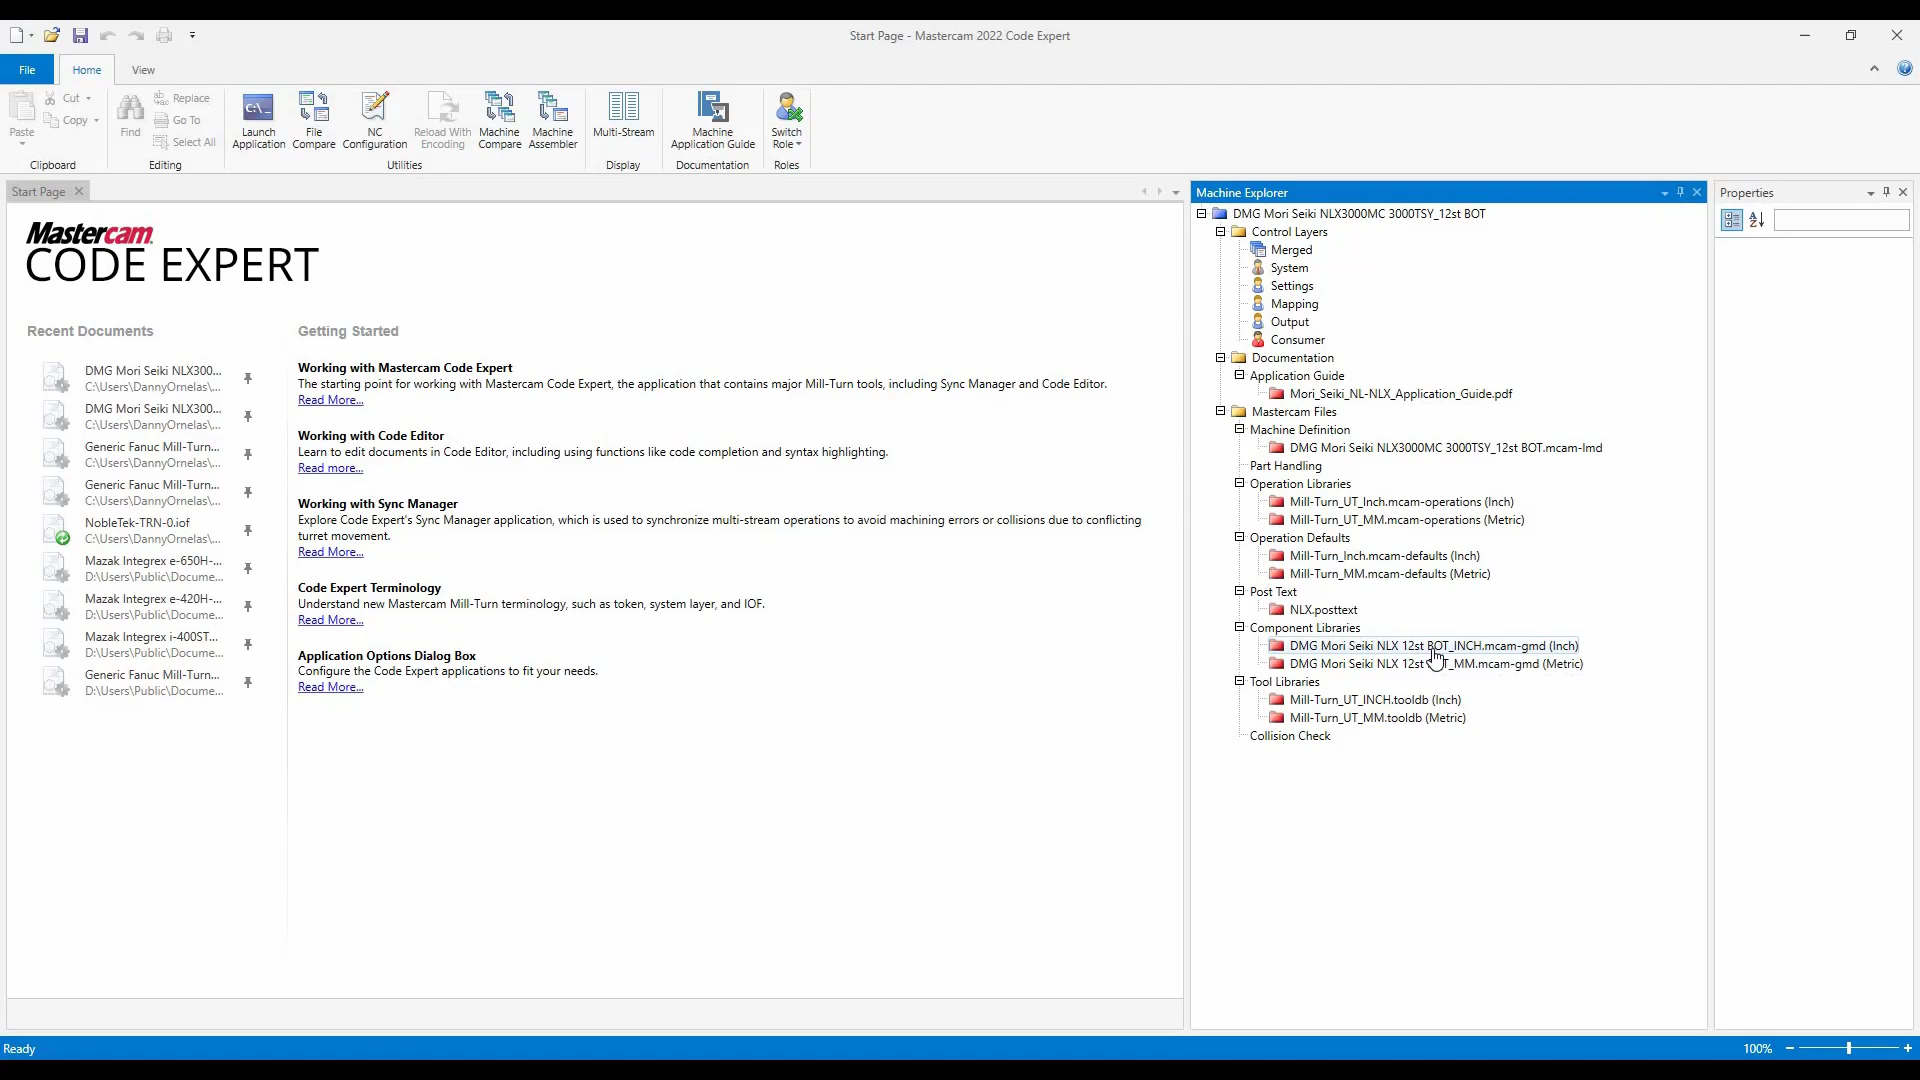 Start Page - Mastercam 2022 Code Expert
File
Home
View
Paste
Cut
Copy
Find
Replace
Go To
Select All
Launch
Application
File
Compare
NC
Configuration
Reload With
Encoding
Machine
Compare
Machine
Assembler
Multi-Stream
Machine
Application Guide
Switch
Role
Clipboard
Editing
Utilities
Display
Documentation
Roles
Start Page
Mastercam.
CODE EXPERT
Recent Documents
DMG Mori Seiki NLX300...
C:\Users\DannyOrnelas\...
DMG Mori Seiki NLX300...
C:\Users\DannyOrnelas\...
Generic Fanuc Mill-Turn...
C:\Users\DannyOrnelas\...
Generic Fanuc Mill-Turn...
C:\Users\DannyOrnelas\...
NobleTek-TRN-0.iof
C:\Users\DannyOrnelas\...
Mazak Integrex e-650H-...
D:\Users\Public\Docume...
Mazak Integrex e-420H-...
D:\Users\Public\Docume...
Mazak Integrex i-400ST...
D:\Users\Public\Docume...
Generic Fanuc Mill-Turn...
D:\Users\Public\Docume...
Getting Started
Working with Mastercam Code Expert
The starting point for working with Mastercam Code Expert, the application that contains major Mill-Turn tools, including Sync Manager and Code Editor.
Read More...
Working with Code Editor
Learn to edit documents in Code Editor, including using functions like code completion and syntax highlighting.
Read more...
Working with Sync Manager
Explore Code Expert's Sync Manager application, which is used to synchronize multi-stream operations to avoid machining errors or collisions due to conflicting
turret movement.
Read More...
Code Expert Terminology
Understand new Mastercam Mill-Turn terminology, such as token, system layer, and IOF.
Read More...
Application Options Dialog Box
Configure the Code Expert applications to fit your needs.
Read More...
Machine Explorer
DMG Mori Seiki NLX3000MC 3000TSY_12st BOT
Control Layers
Merged
System
Settings
Mapping
Output
Consumer
Documentation
Application Guide
Mori_Seiki_NL-NLX_Application_Guide.pdf
Mastercam Files
Machine Definition
DMG Mori Seiki NLX3000MC 3000TSY_12st BOT.mcam-lmd
Part Handling
Operation Libraries
Mill-Turn_UT_Inch.mcam-operations (Inch)
Mill-Turn_UT_MM.mcam-operations (Metric)
Operation Defaults
Mill-Turn_Inch.mcam-defaults (Inch)
Mill-Turn_MM.mcam-defaults (Metric)
Post Text
NLX.posttext
Component Libraries
DMG Mori Seiki NLX 12st BOT_INCH.mcam-gmd (Inch)
DMG Mori Seiki NLX 12st T_MM.mcam-gmd (Metric)
Tool Libraries
Mill-Turn_UT_INCH.tooldb (Inch)
Mill-Turn_UT_MM.tooldb (Metric)
Collision Check
Properties
Ready
100%